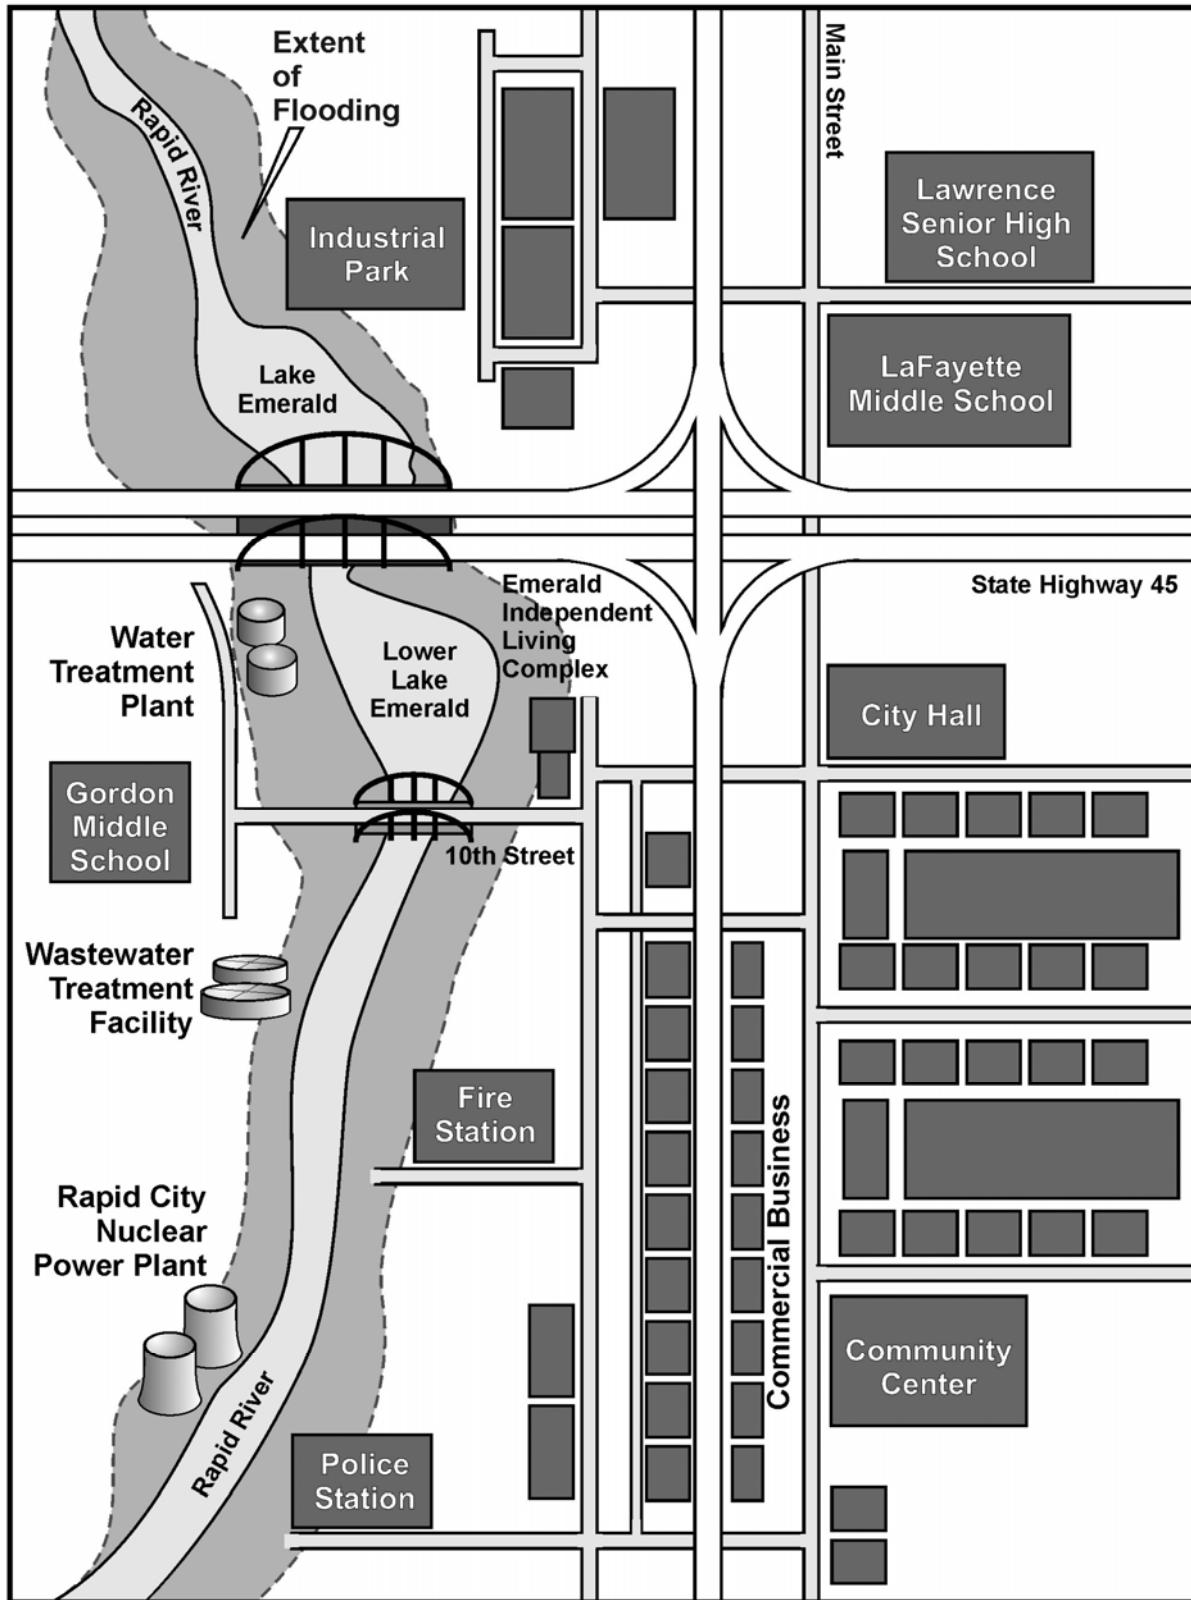 Extent
of
Flooding
Main Street
Rapid River
Lawrence
Senior High
School
Industrial
Park
LaFayette
Middle School
Lake
Emerald
State Highway 45
Emerald
Independent
Living
Complex
Water
Treatment
Plant
Lower
Lake
Emerald
City Hall
Gordon
Middle
School
10th Street
Wastewater
Treatment
Facility
Fire
Station
Commercial Business
Rapid City
Nuclear
Power Plant
Community
Center
Rapid River
Police
Station